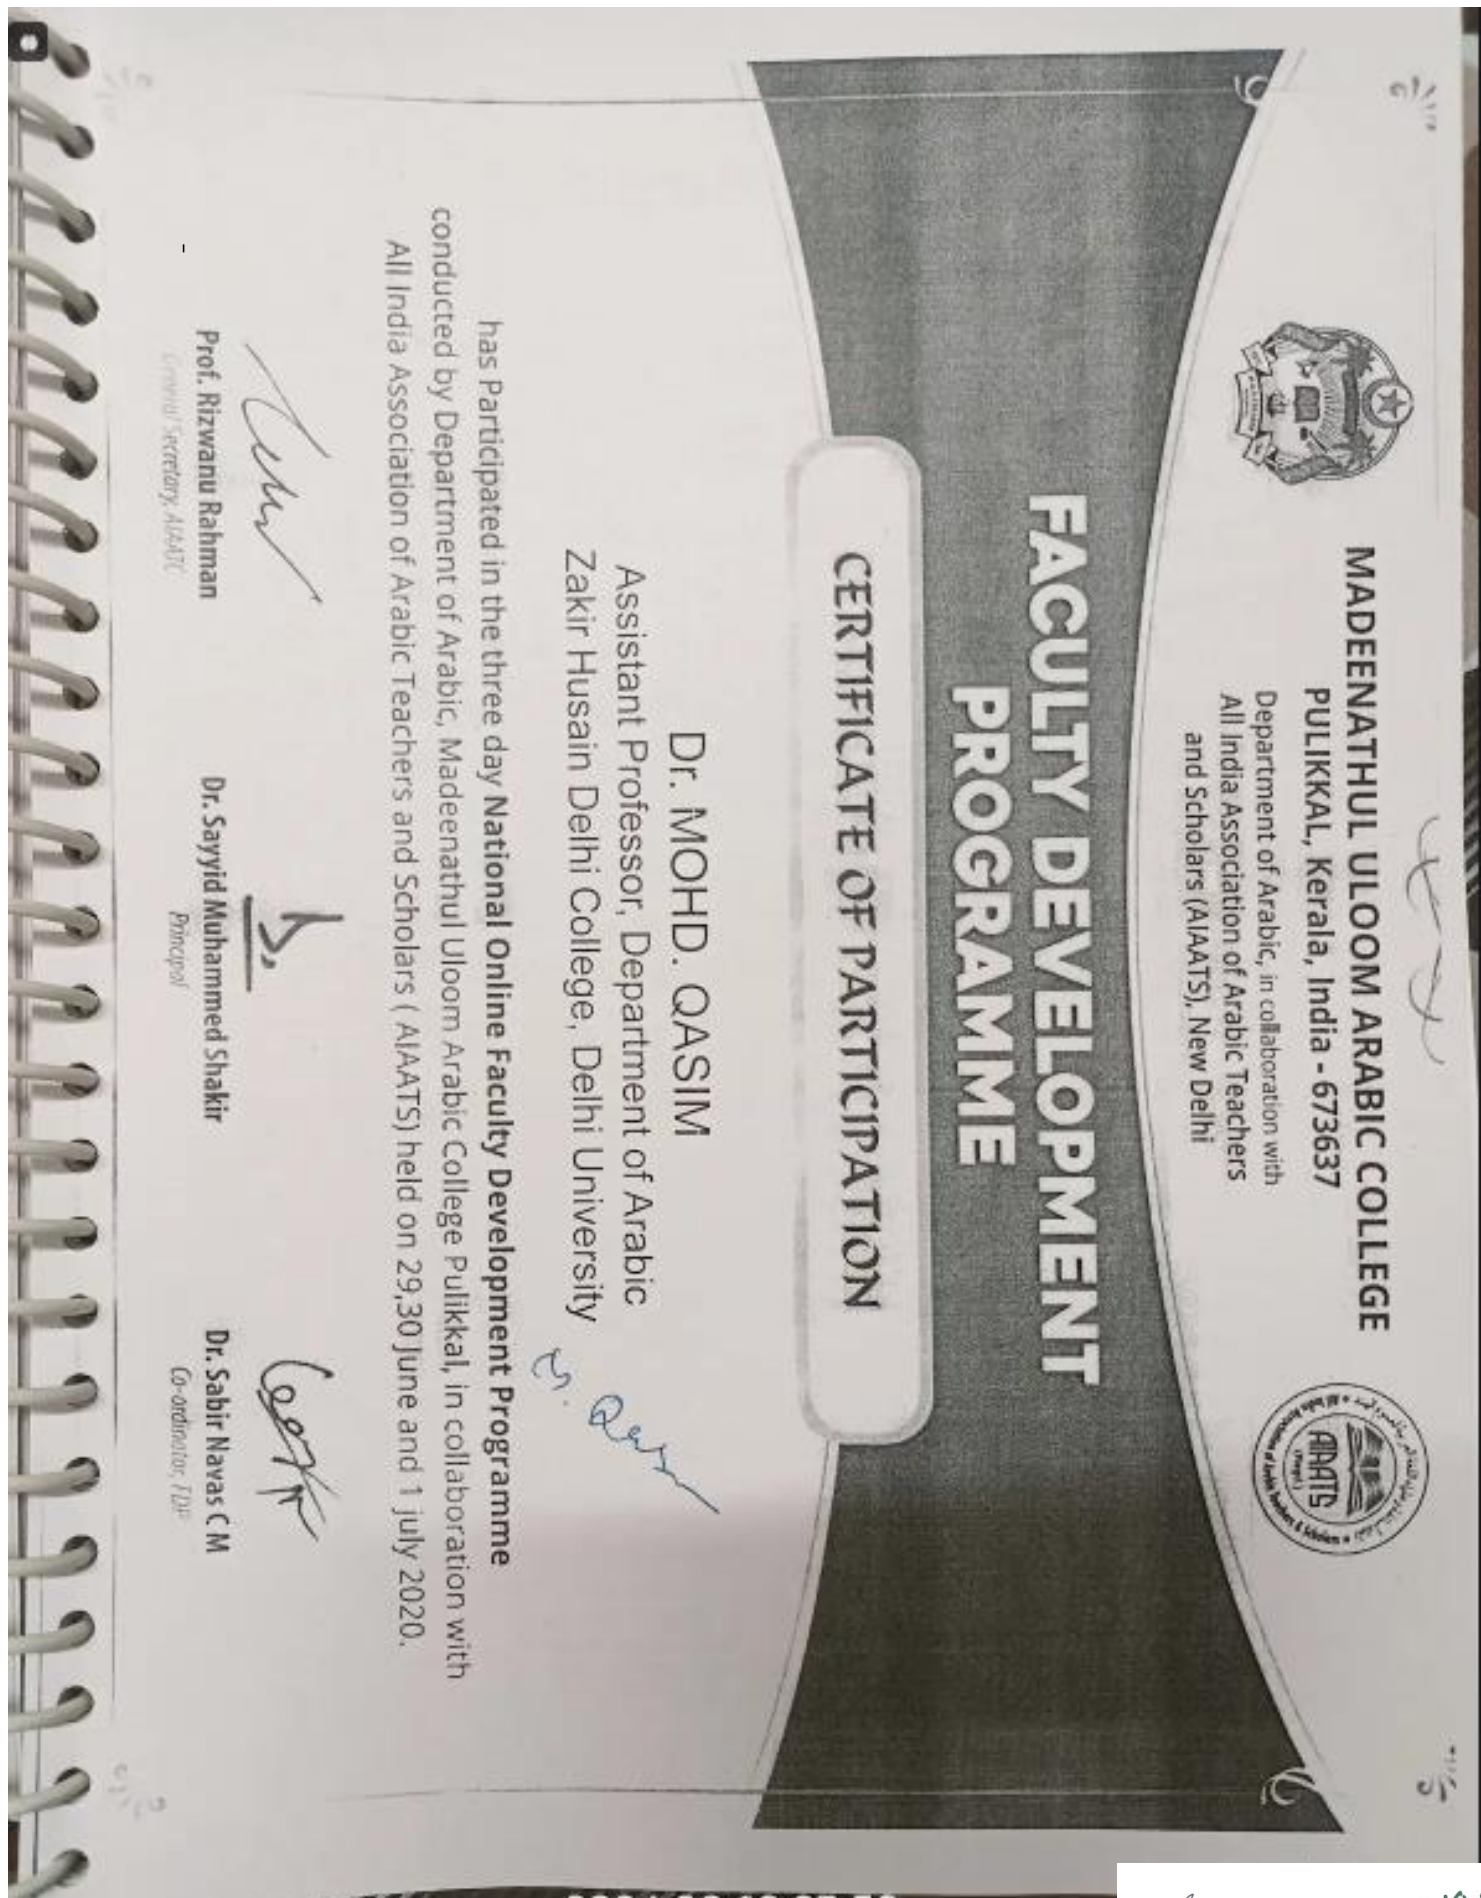 MADEENATHUL ULOOM ARABIC COLLEGE
PULIKKAL, Kerala, India - 673637
Department of Arabic, in collaboration with
All India Association of Arabic Teachers
and Scholars (AIAATS), New Delhi
AIAATS
FACULTY DEVELOPMENT
PROGRAMME
CERTIFICATE OF PARTICIPATION
Dr. MOHD. QASIM
Assistant Professor, Department of Arabic
Zakir Husain Delhi College, Delhi University
has Participated in the three day National Online Faculty Development Programme
conducted by Department of Arabic, Madeenathul Uloom Arabic College Pulikkal, in collaboration with
All India Association of Arabic Teachers and Scholars ( AIAATS) held on 29,30 June and 1 july 2020.
Prof. Rizwanu Rahman
General Secretary, AIAATC
Dr. Sayyid Muhammed Shakir
Principal
Dr. Sabir Navas C M
Co-ordinator, FDP